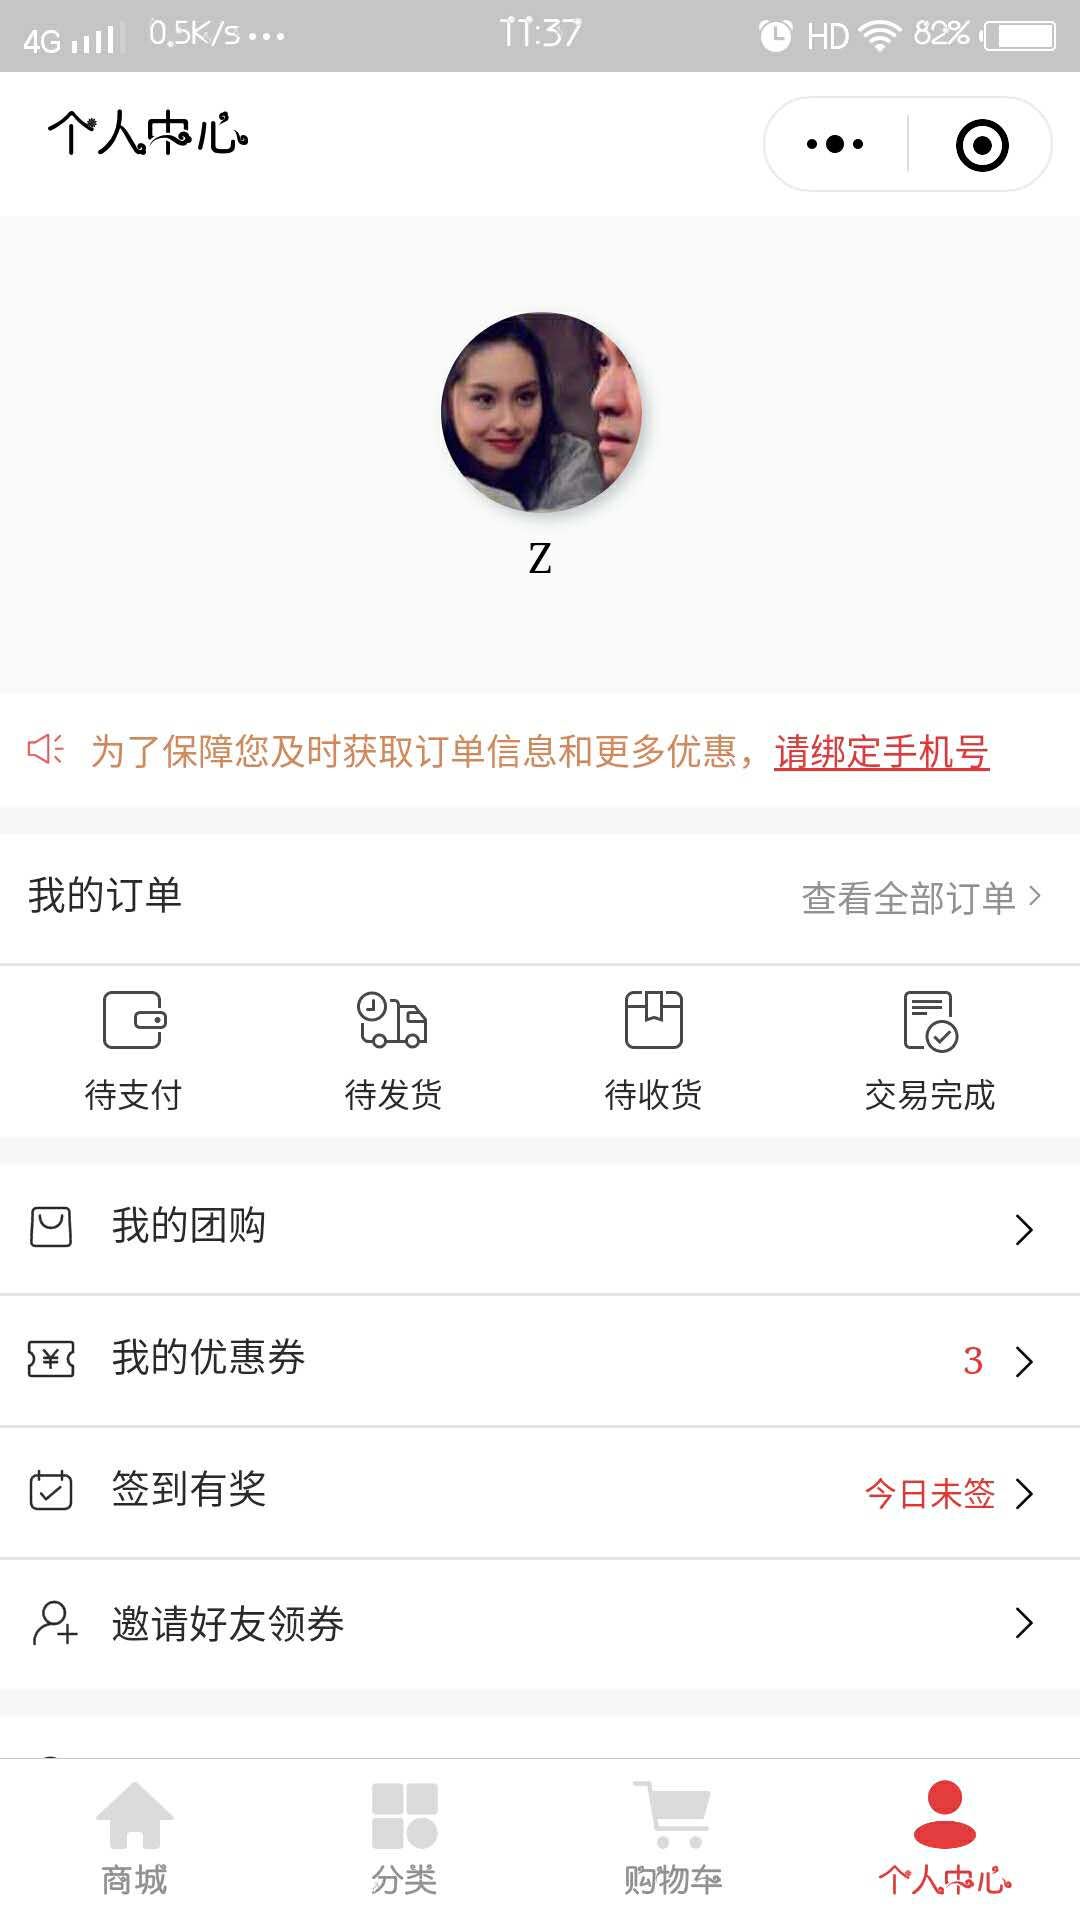 4G 0.5K/s ... 11:37 HD 82%
个人中心
Z
为了保障您及时获取订单信息和更多优惠，请绑定手机号
我的订单 查看全部订单
待支付 待发货 待收货 交易完成
我的团购
我的优惠券 3
签到有奖 今日未签
邀请好友领券
商城 分类 购物车 个人中心